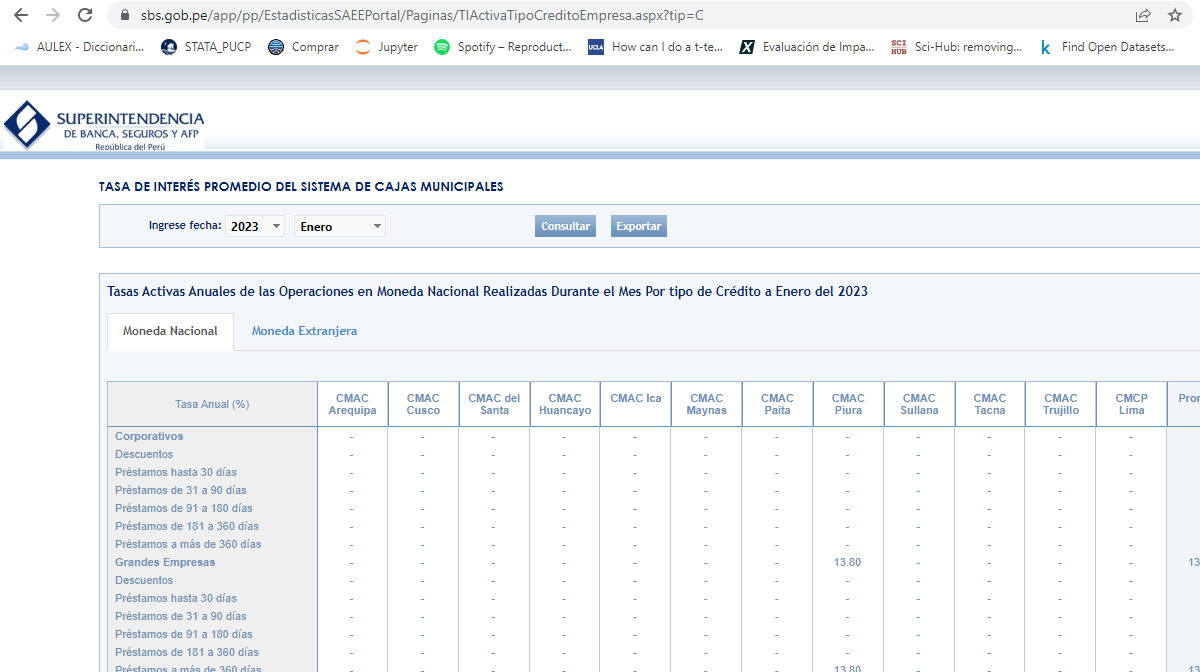 sbs.gob.pe/app/pp/EstadisticasSAEEPortal/Paginas/TIActivaTipoCreditoEmpresa.aspx?tip=C
AULEX - Diccionari... STATA_PUCP Comprar Jupyter Spotify – Reproduct... UCLA How can I do a t-te... Evaluación de Impa... SCI HUB Sci-Hub: removing... k Find Open Datasets...
SUPERINTENDENCIA
DE BANCA, SEGUROS Y AFP
República del Perú
TASA DE INTERÉS PROMEDIO DEL SISTEMA DE CAJAS MUNICIPALES
Ingrese fecha: 2023 Enero Consultar Exportar
Tasas Activas Anuales de las Operaciones en Moneda Nacional Realizadas Durante el Mes Por tipo de Crédito a Enero del 2023
Moneda Nacional Moneda Extranjera
Tasa Anual (%) CMAC Arequipa CMAC Cusco CMAC del Santa CMAC Huancayo CMAC Ica CMAC Maynas CMAC Paita CMAC Piura CMAC Sullana CMAC Tacna CMAC Trujillo CMCP Lima Pror
Corporativos - - - - - - - - - - - -
Descuentos - - - - - - - - - - - -
Préstamos hasta 30 días - - - - - - - - - - - -
Préstamos de 31 a 90 días - - - - - - - - - - - -
Préstamos de 91 a 180 días - - - - - - - - - - - -
Préstamos de 181 a 360 días - - - - - - - - - - - -
Préstamos a más de 360 días - - - - - - - - - - - -
Grandes Empresas - - - - - - - 13.80 - - - - 13
Descuentos - - - - - - - - - - - -
Préstamos hasta 30 días - - - - - - - - - - - -
Préstamos de 31 a 90 días - - - - - - - - - - - -
Préstamos de 91 a 180 días - - - - - - - - - - - -
Préstamos de 181 a 360 días - - - - - - - - - - - -
Préstamos a más de 360 días - - - - - - - 13.80 - - - - 13